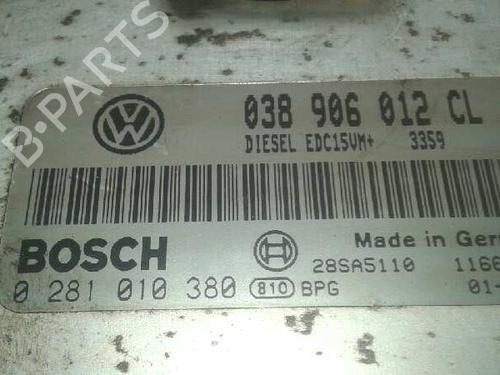 B-PARTS
038 906 012 CL
DIESEL EDC15VM+ 3359
BOSCH
Made in Ger
28SA5110 1166
0 281 010 380 810 BPG 01-